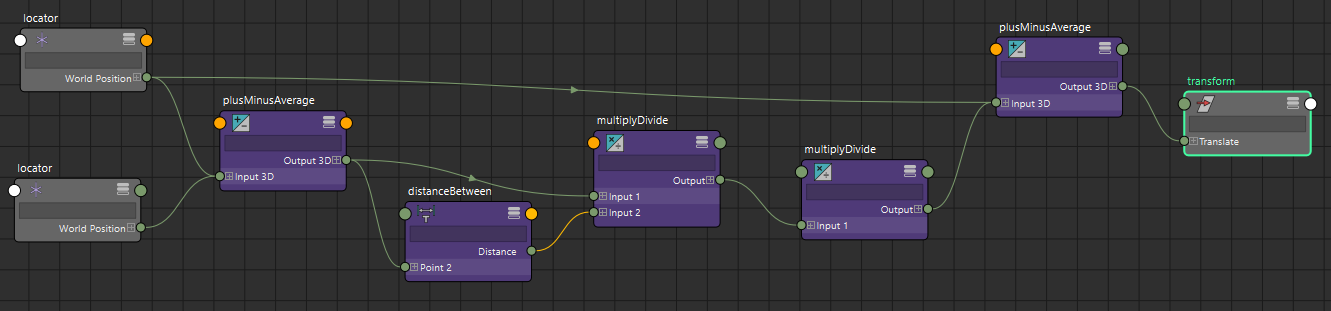 locator
World Position
locator
World Position
plusMinusAverage
Output 3D
Input 3D
distanceBetween
Distance
Point 2
multiplyDivide
Output
Input 1
Input 2
multiplyDivide
Output
Input 1
plusMinusAverage
Output 3D
Input 3D
transform
Translate